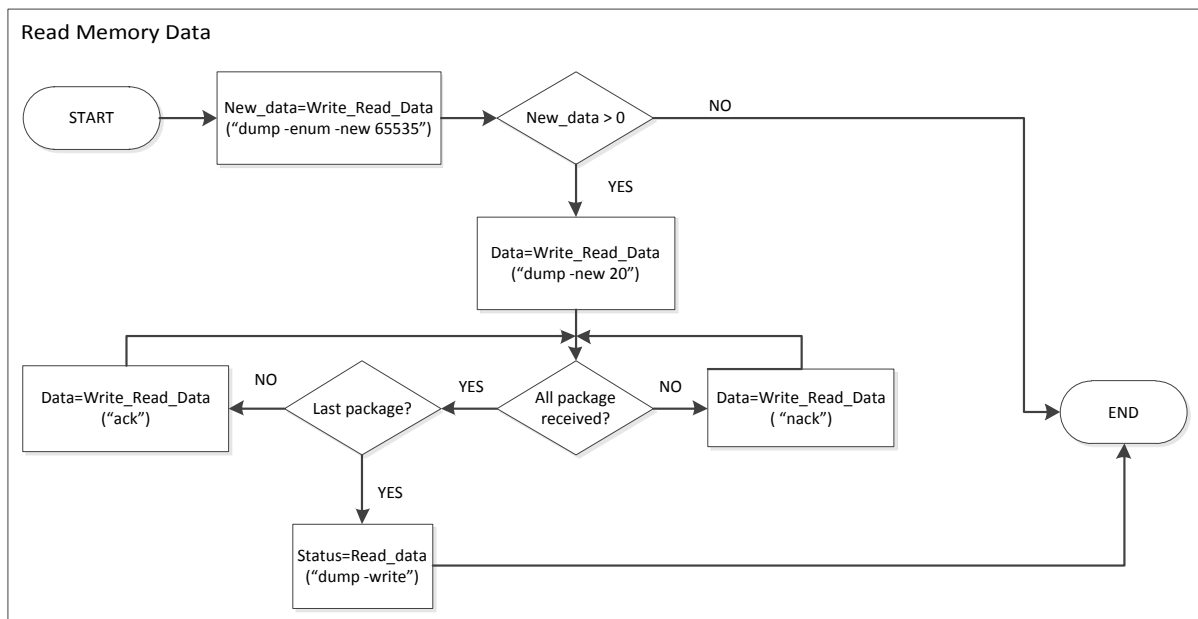 Read Memory Data
START
New_data=Write_Read_Data
(“dump -enum -new 65535”)
New_data > 0
NO
YES
Data=Write_Read_Data
(“dump -new 20”)
Data=Write_Read_Data
(“ack”)
NO
Last package?
YES
All package
received?
NO
Data=Write_Read_Data
( “nack”)
END
YES
Status=Read_data
(“dump -write”)